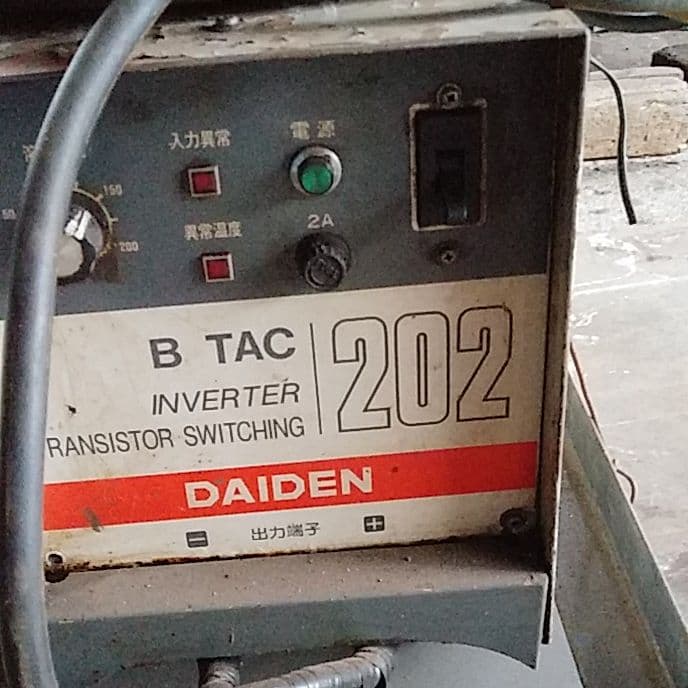 入力異常
電源
150
50
200
異常温度
2A
B TAC
202
INVERTER
RANSISTOR SWITCHING
DAIDEN
− 出力端子 +